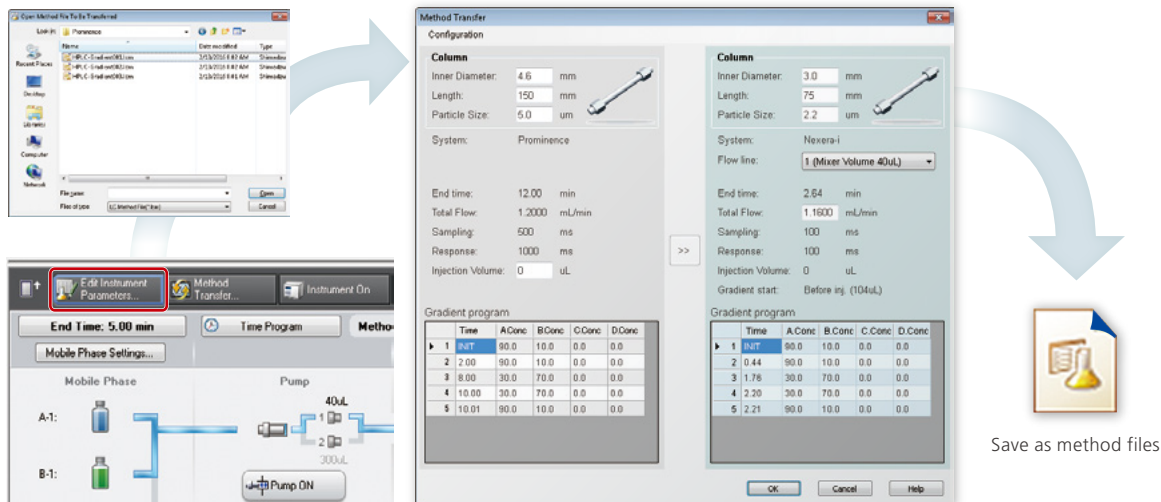 Open Method File To Be Transferred
Look in: Prominence
Name Date modified Type
2/13/2016 8:41 AM
Recent Places
Desktop
Libraries
Computer
Network
File name: Open
Files of type: Cancel
Edit Instrument Parameters...
Method Transfer...
Instrument On
End Time: 5.00 min
Time Program
Metho
Mobile Phase Settings...
Mobile Phase
Pump
40uL
A-1:
1
2
300uL
B-1:
Pump ON
Method Transfer
Configuration
Column
Inner Diameter: 4.6 mm
Length: 150 mm
Particle Size: 5.0 um
System: Prominence
End time: 12.00 min
Total Flow: 1.2000 mL/min
Sampling: 500 ms
Response: 1000 ms
Injection Volume: 0 uL
Gradient program
Time A.Conc B.Conc C.Conc D.Conc
1 INIT 90.0 10.0 0.0 0.0
2 2.00 90.0 10.0 0.0 0.0
3 8.00 30.0 70.0 0.0 0.0
4 10.00 30.0 70.0 0.0 0.0
5 10.01 90.0 10.0 0.0 0.0
>>
Column
Inner Diameter: 3.0 mm
Length: 75 mm
Particle Size: 2.2 um
System: Nexera-i
Flow line: 1 (Mixer Volume 40uL)
End time: 2.64 min
Total Flow: 1.1600 mL/min
Sampling: 100 ms
Response: 100 ms
Injection Volume: 0 uL
Gradient start: Before inj. (104uL)
Gradient program
Time A.Conc B.Conc C.Conc D.Conc
1 INIT 90.0 10.0 0.0 0.0
2 0.44 90.0 10.0 0.0 0.0
3 1.76 30.0 70.0 0.0 0.0
4 2.20 30.0 70.0 0.0 0.0
5 2.21 90.0 10.0 0.0 0.0
OK Cancel Help
Save as method files